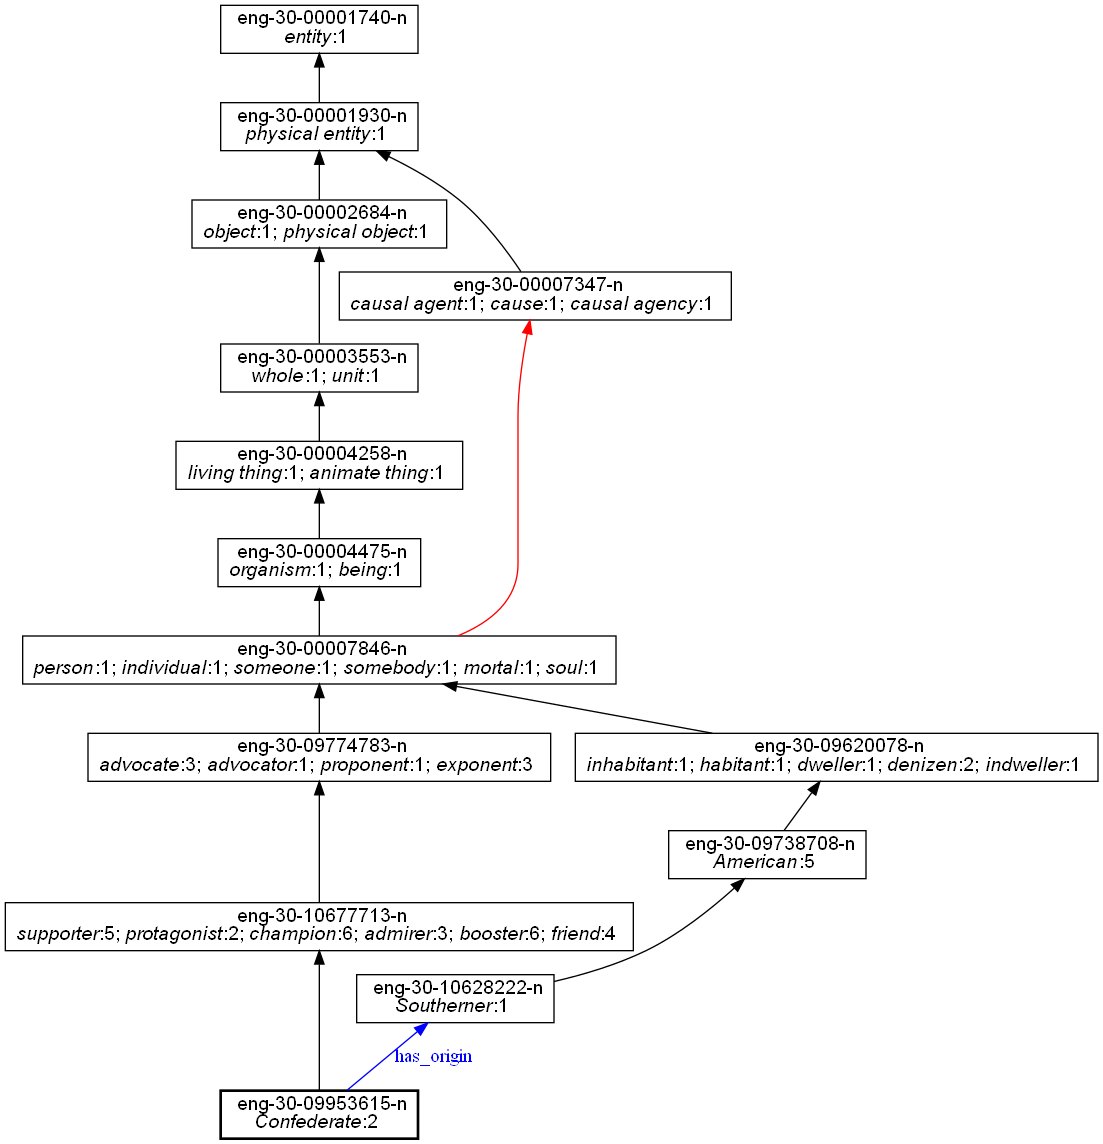 eng-30-00001740-n
entity:1
eng-30-00001930-n
physical entity:1
eng-30-00002684-n
object:1; physical object:1
eng-30-00007347-n
causal agent:1; cause:1; causal agency:1
eng-30-00003553-n
whole:1; unit:1
eng-30-00004258-n
living thing:1; animate thing:1
eng-30-00004475-n
organism:1; being:1
eng-30-00007846-n
person:1; individual:1; someone:1; somebody:1; mortal:1; soul:1
eng-30-09774783-n
advocate:3; advocator:1; proponent:1; exponent:3
eng-30-09620078-n
inhabitant:1; habitant:1; dweller:1; denizen:2; indweller:1
eng-30-09738708-n
American:5
eng-30-10677713-n
supporter:5; protagonist:2; champion:6; admirer:3; booster:6; friend:4
eng-30-10628222-n
Southerner:1
has_origin
eng-30-09953615-n
Confederate:2